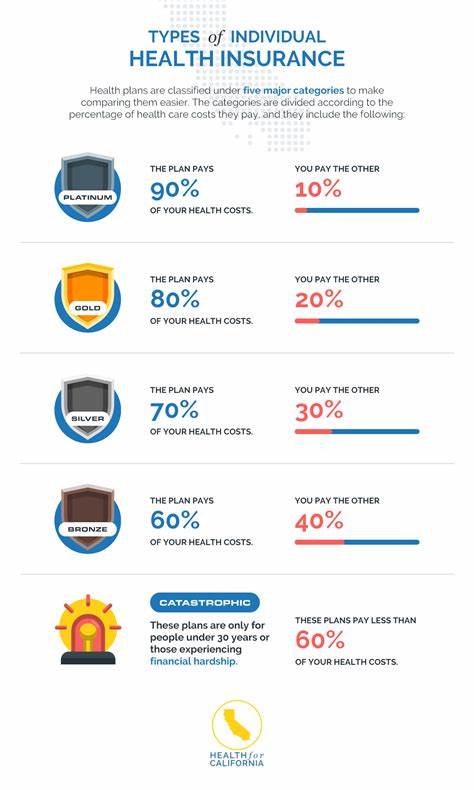 TYPES of INDIVIDUAL
HEALTH INSURANCE
Health plans are classified under five major categories to make
comparing them easier. The categories are divided according to the
percentage of health care costs they pay, and they include the following:
PLATINUM
THE PLAN PAYS
90%
OF YOUR HEALTH COSTS.
YOU PAY THE OTHER
10%
GOLD
THE PLAN PAYS
80%
OF YOUR HEALTH COSTS.
YOU PAY THE OTHER
20%
SILVER
THE PLAN PAYS
70%
OF YOUR HEALTH COSTS.
YOU PAY THE OTHER
30%
BRONZE
THE PLAN PAYS
60%
OF YOUR HEALTH COSTS.
YOU PAY THE OTHER
40%
CATASTROPHIC
These plans are only for
people under 30 years or
those experiencing
financial hardship.
THESE PLANS PAY LESS THAN
60%
OF YOUR HEALTH COSTS.
HEALTH for
CALIFORNIA